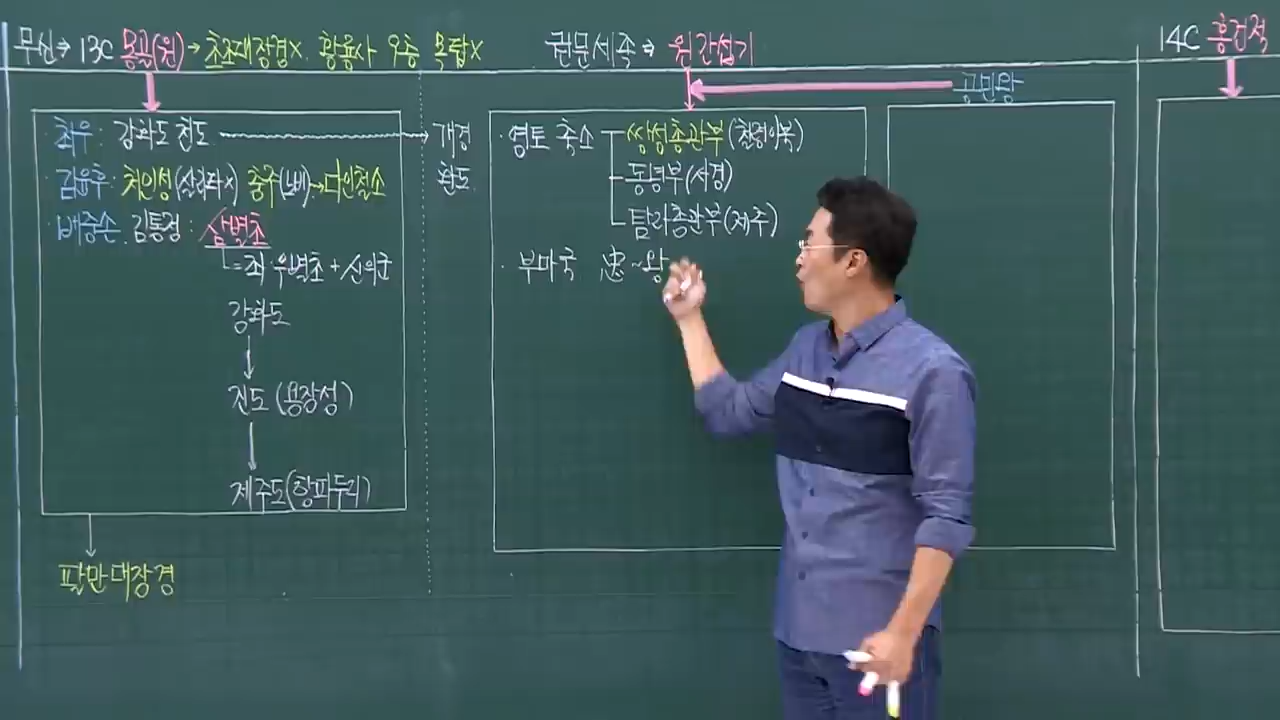 무신→ 13C 몽골(원) → 초조대장경X 황룡사 9층 목탑X
최우: 강화도 천도 → 개경 환도
김윤후: 처인성(살리타X) 충주(노비)→다인철소
배중손 김통정: 삼별초
= 좌·우별초 + 신의군
강화도
진도 (용장성)
제주도(항파두리)
팔만대장경
권문세족 ⇒ 원간섭기
공민왕
· 영토 축소 쌍성총관부(철령이북)
동녕부(서경)
탐라총관부(제주)
· 부마국 忠~왕
14C 홍건적